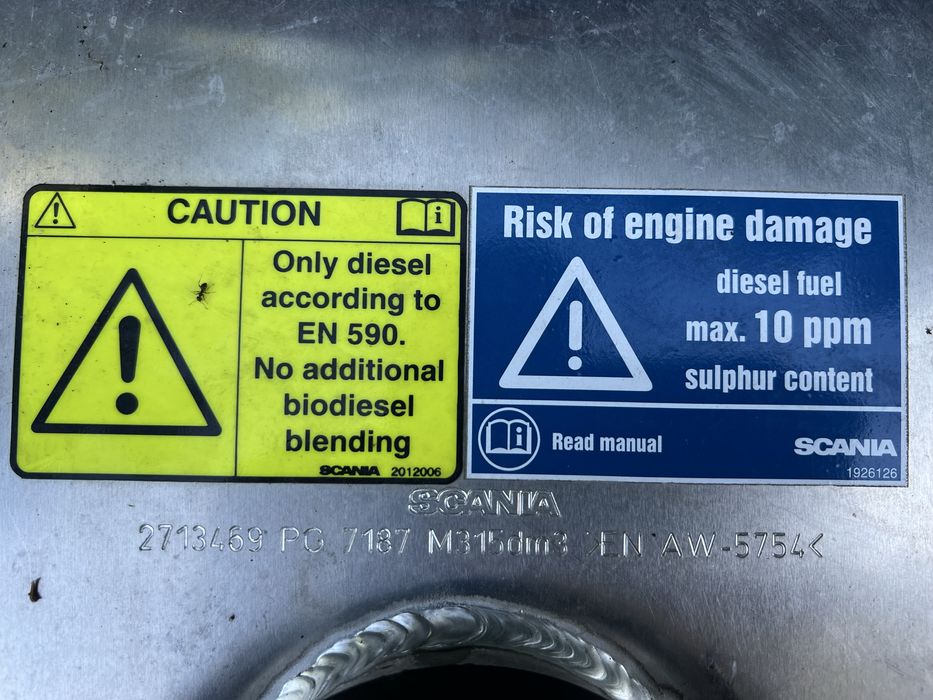 CAUTION
Only diesel
according to
EN 590.
No additional
biodiesel
blending
SCANIA 2012006
Risk of engine damage
diesel fuel
max. 10 ppm
sulphur content
Read manual
SCANIA
1926126
SCANIA
2713469 PG 7187 M315dm3 >EN AW-5754<